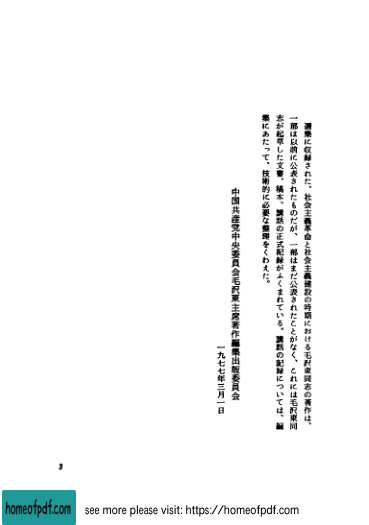 選集に収録された、社会主義革命と社会主義建設の時期における毛沢東同志の著作は、
一部は以前に公表されたものだが、一部はまだ公表されたことがなく、これには毛沢東同
志が起草した文書、稿本、講話の正式記録がふくまれている。講話の記録については、編
集にあたって、技術的に必要な整理をくわえた。
中国共産党中央委員会毛沢東主席著作編集出版委員会
一九七七年三月一日
3
homeofpdf.com
see more please visit: https://homeofpdf.com